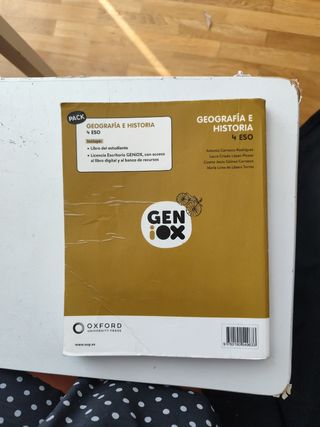 PACK
GEOGRAFÍA E HISTORIA
4 ESO
Incluye:
• Libro del estudiante
• Licencia Escritorio GENiOX, con acceso
al libro digital y al banco de recursos
GEOGRAFÍA E
HISTORIA
4 ESO
GENiOX
OXFORD
UNIVERSITY PRESS
www.oup.es